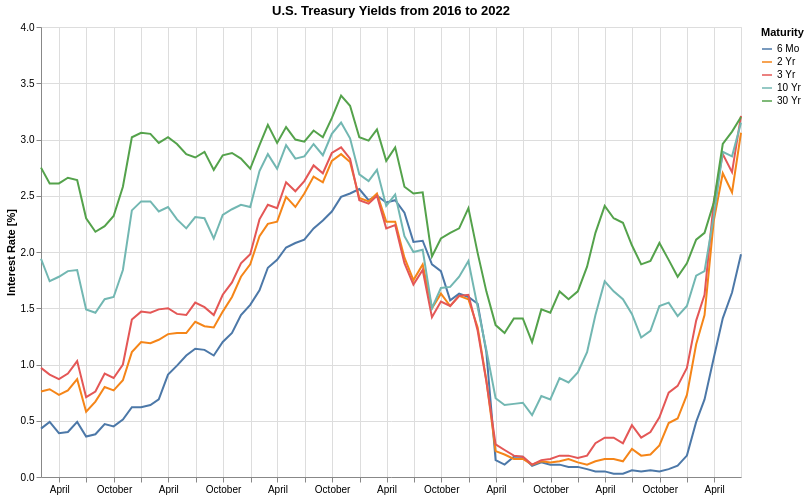 U.S. Treasury Yields from 2016 to 2022
Maturity
6 Mo
2 Yr
3 Yr
10 Yr
30 Yr
Interest Rate [%]
4.0
3.5
3.0
2.5
2.0
1.5
1.0
0.5
0.0
April October April October April October April October April October April October April